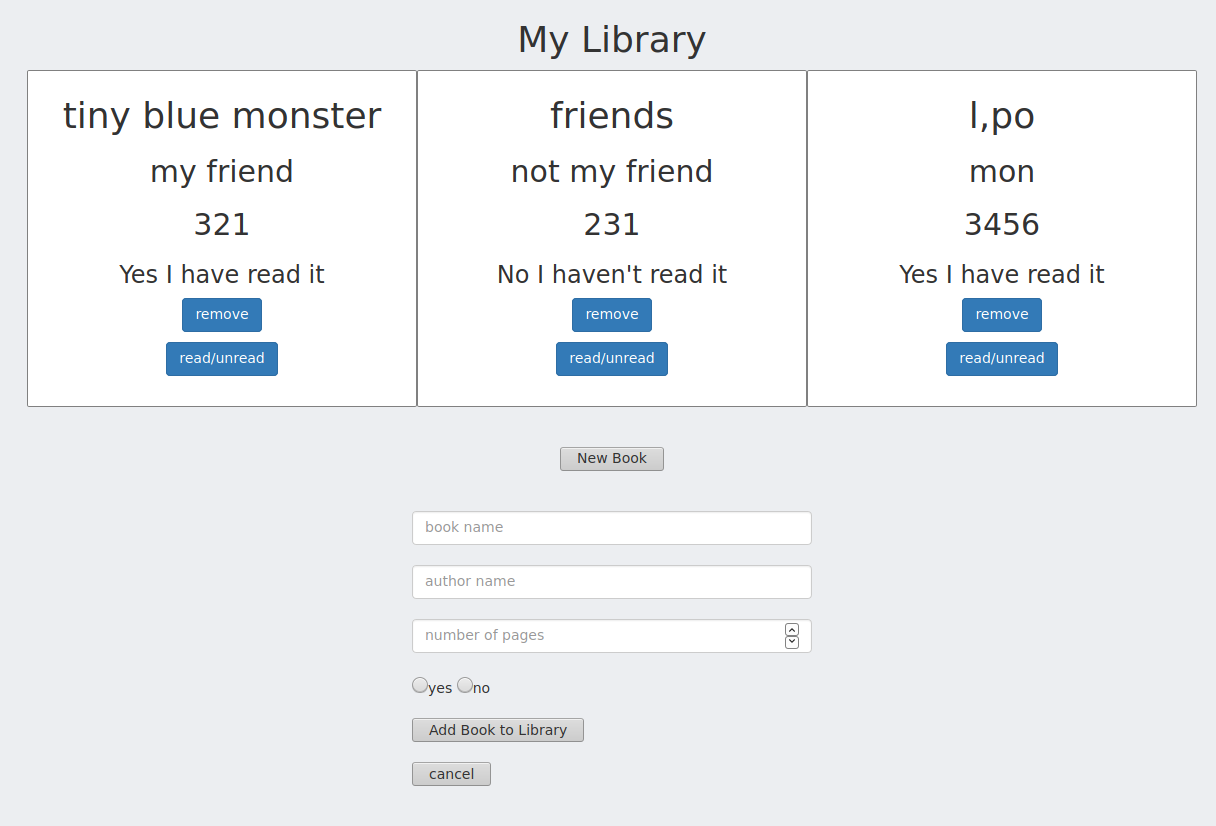 My Library
tiny blue monster
my friend
321
Yes I have read it
remove
read/unread
friends
not my friend
231
No I haven't read it
remove
read/unread
l,po
mon
3456
Yes I have read it
remove
read/unread
New Book
book name
author name
number of pages
yes no
Add Book to Library
cancel